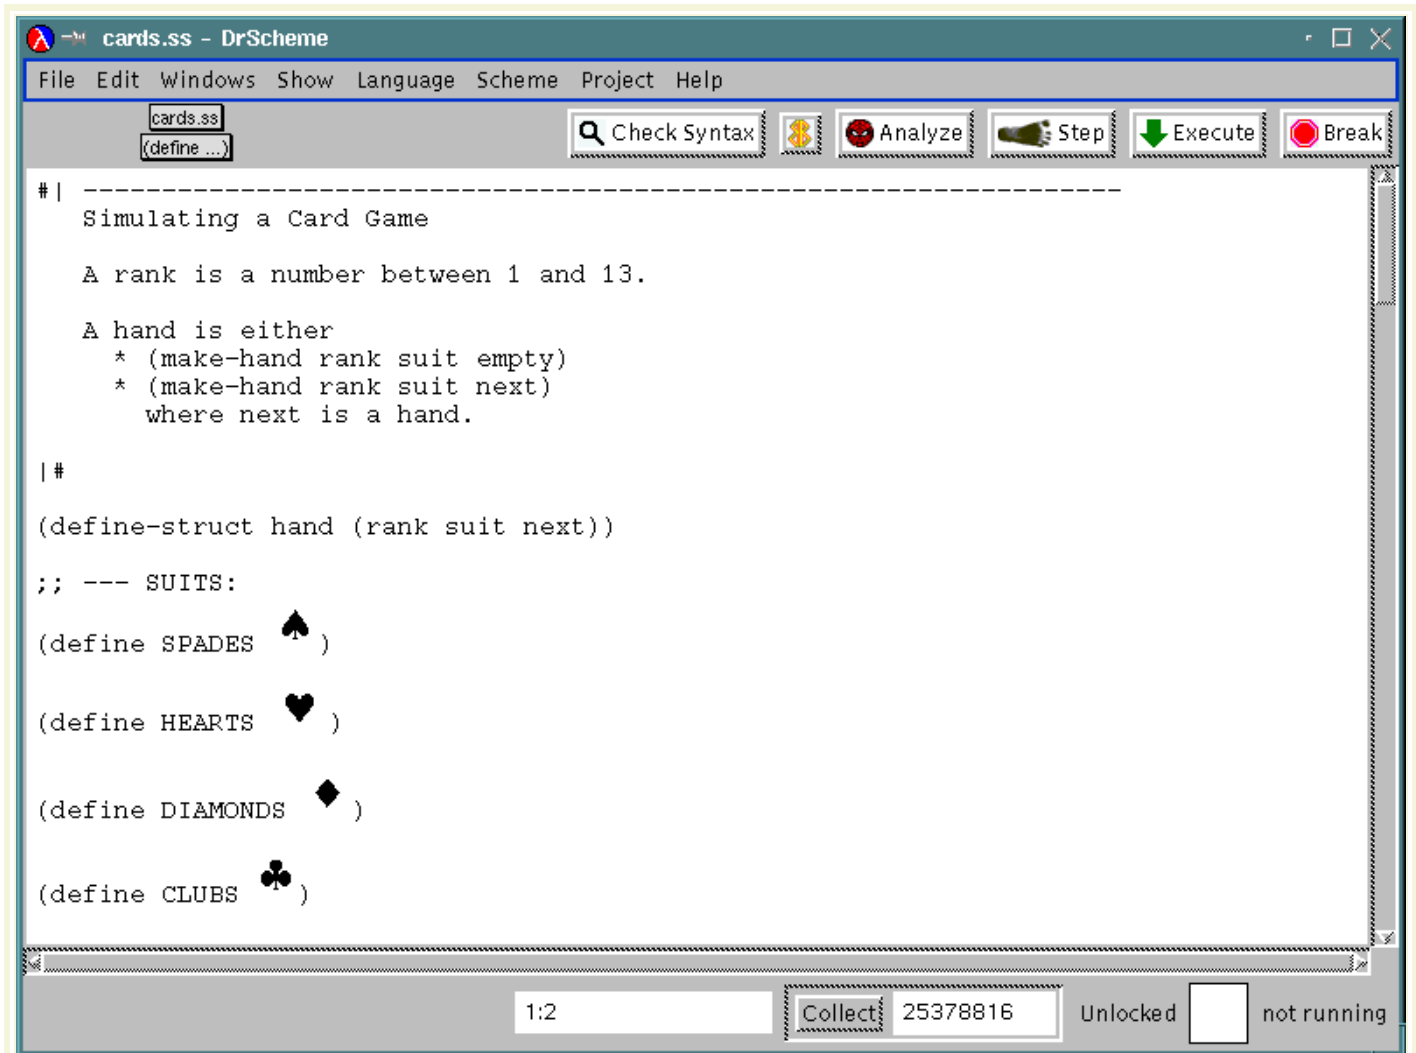 cards.ss - DrScheme
File Edit Windows Show Language Scheme Project Help
cards.ss
(define ...)
Check Syntax $ Analyze Step Execute Break
#| -------------------------------------------------------------------
Simulating a Card Game
A rank is a number between 1 and 13.
A hand is either
* (make-hand rank suit empty)
* (make-hand rank suit next)
where next is a hand.
|#
(define-struct hand (rank suit next))
;; --- SUITS:
(define SPADES ♠ )
(define HEARTS ♥ )
(define DIAMONDS ♦ )
(define CLUBS ♣ )
1:2 Collect 25378816 Unlocked not running